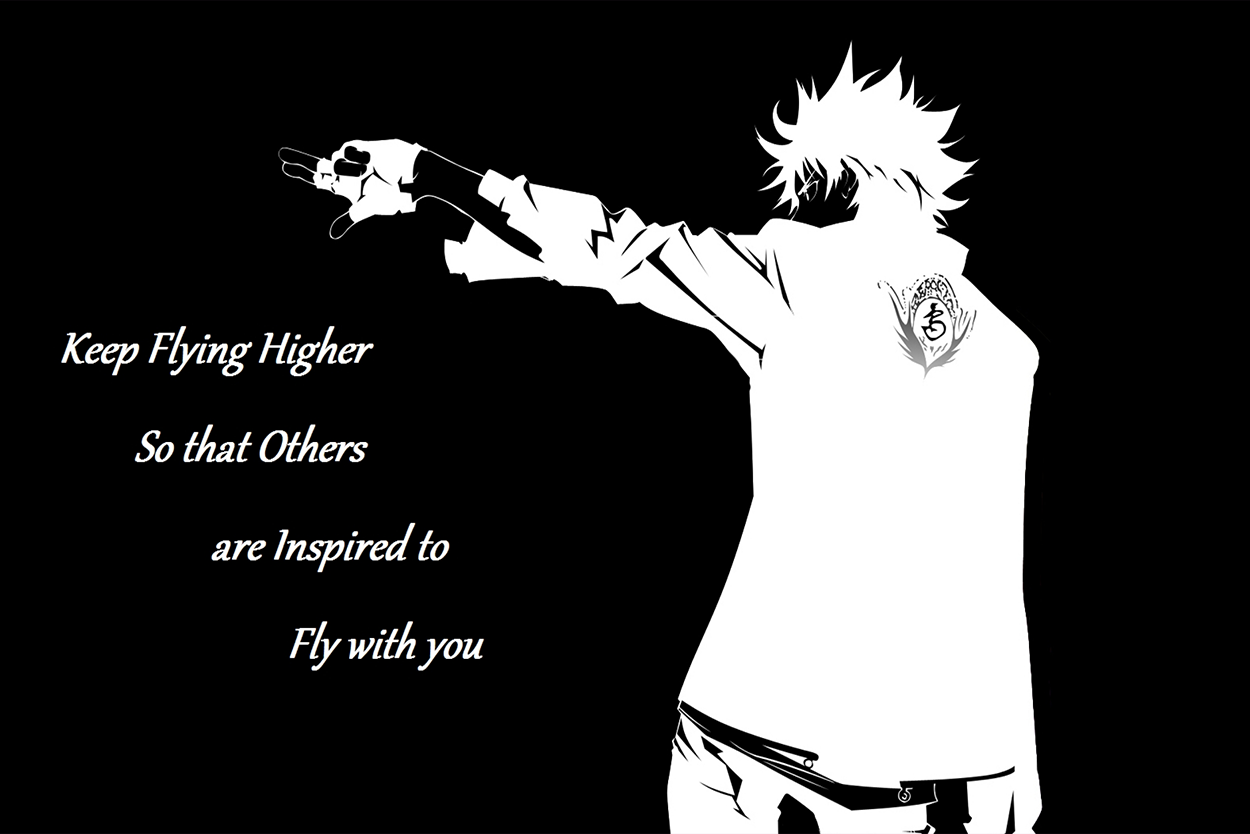 Keep Flying Higher
So that Others
are Inspired to
Fly with you